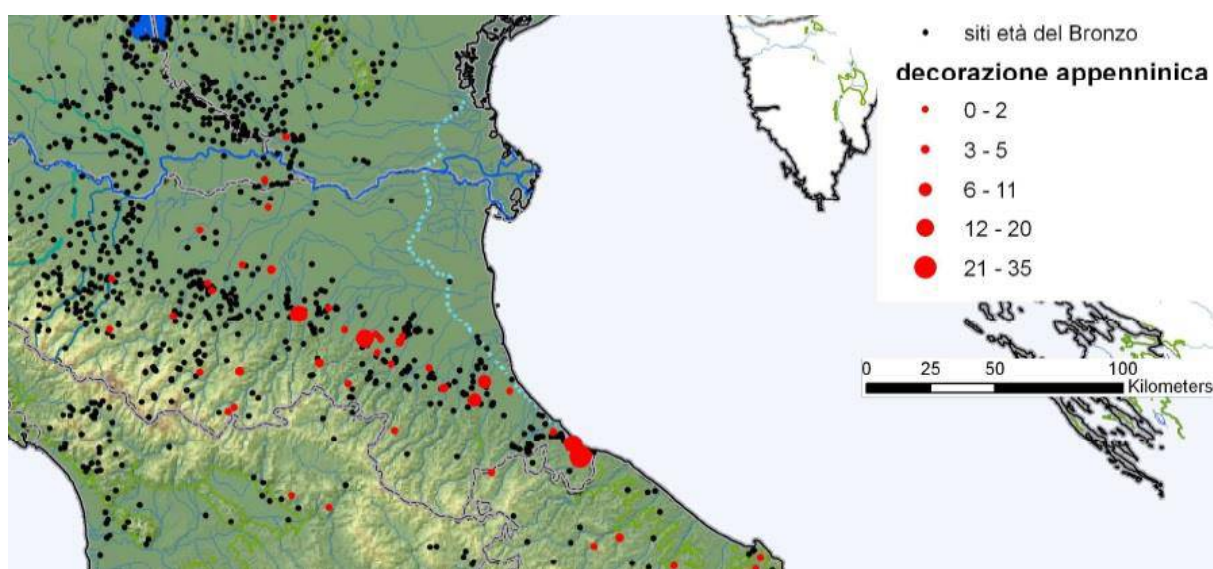 siti età del Bronzo
decorazione appenninica
0 - 2
3 - 5
6 - 11
12 - 20
21 - 35
0 25 50 100
Kilometers